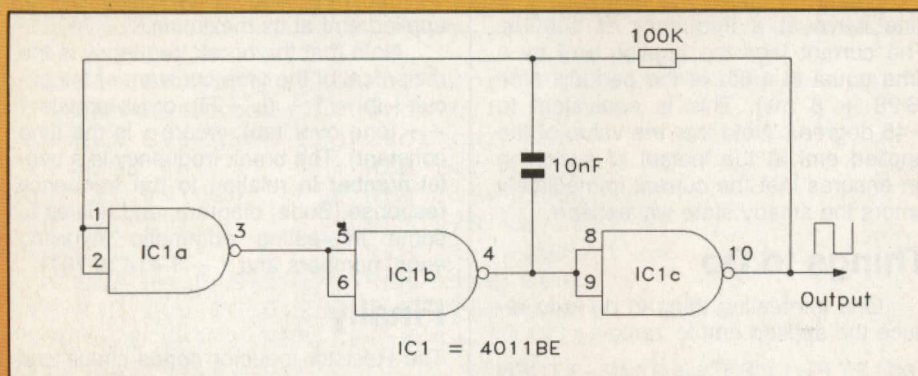 100K
10nF
1
2
3
IC1a
5
6
4
IC1b
8
9
10
IC1c
Output
IC1 = 4011BE